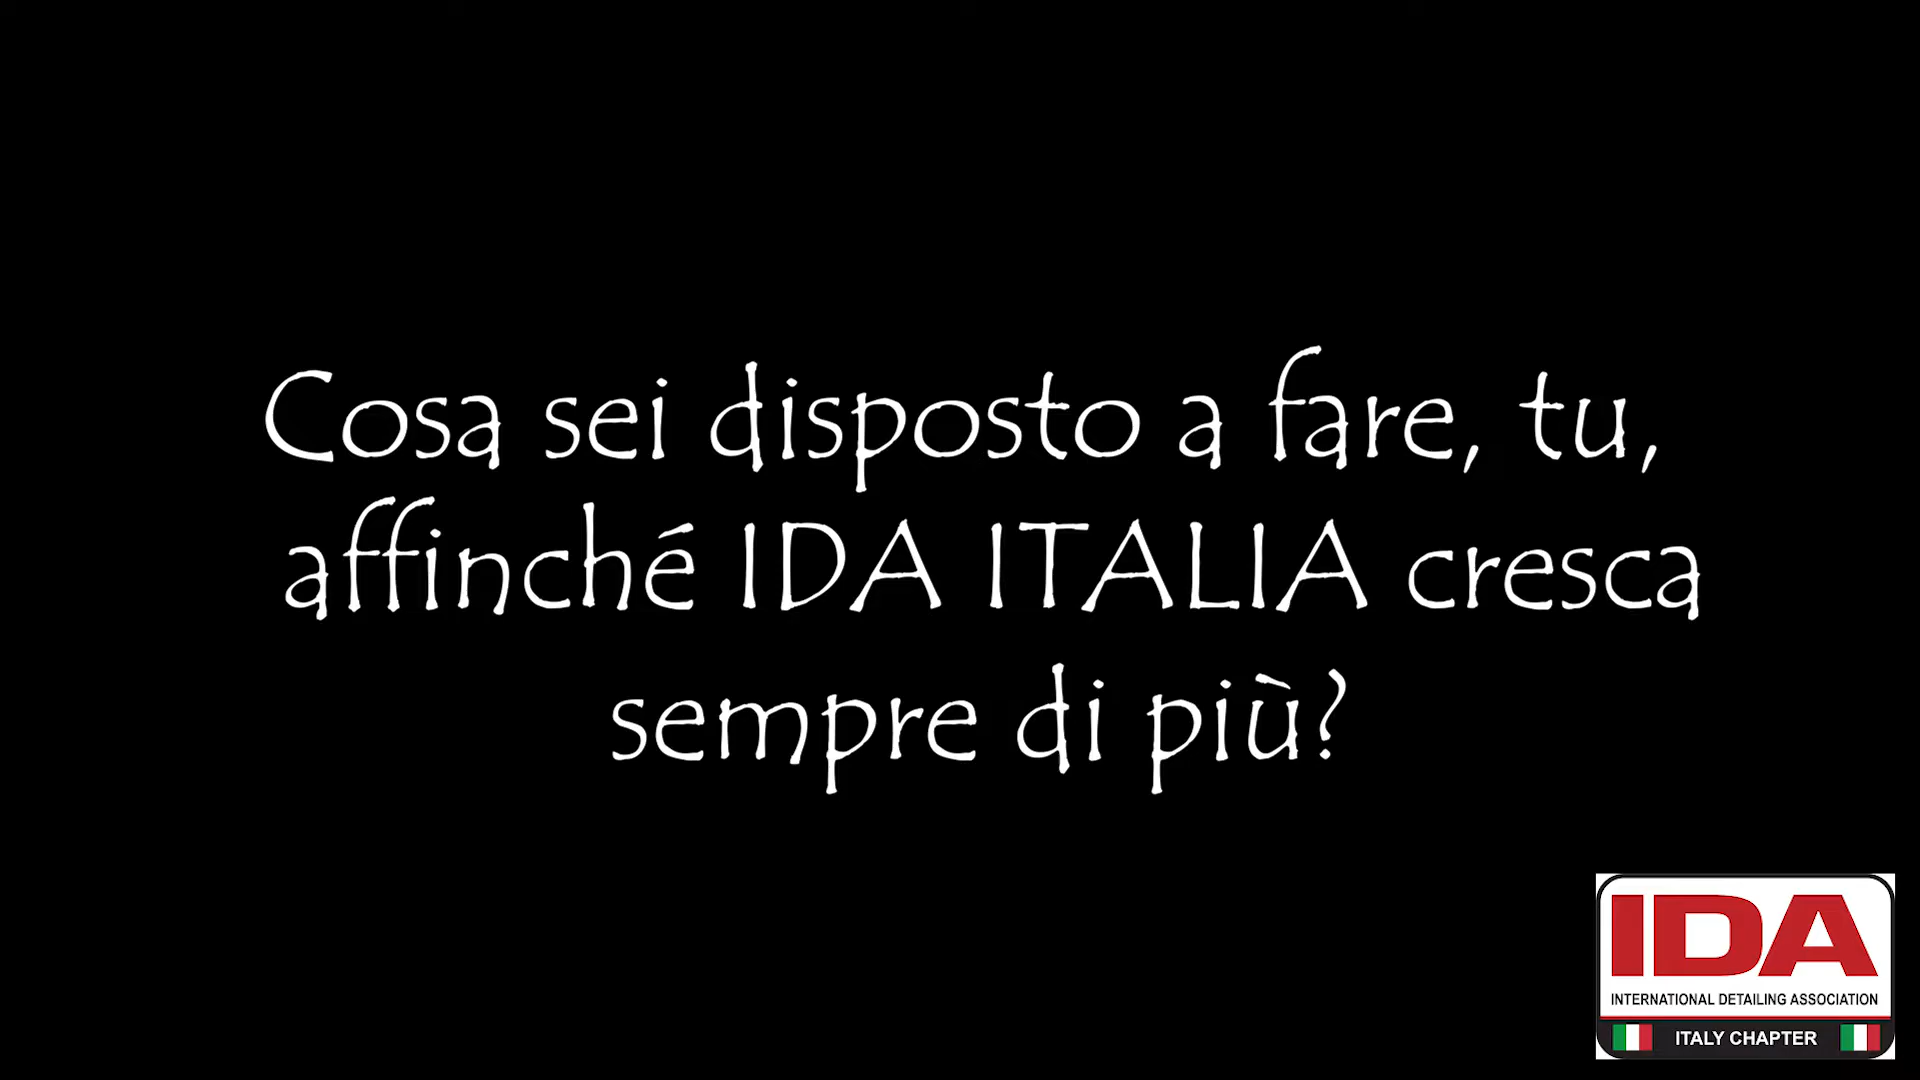 Cosa sei disposto a fare, tu,
affinché IDA ITALIA cresca
sempre di più?
IDA
INTERNATIONAL DETAILING ASSOCIATION
ITALY CHAPTER